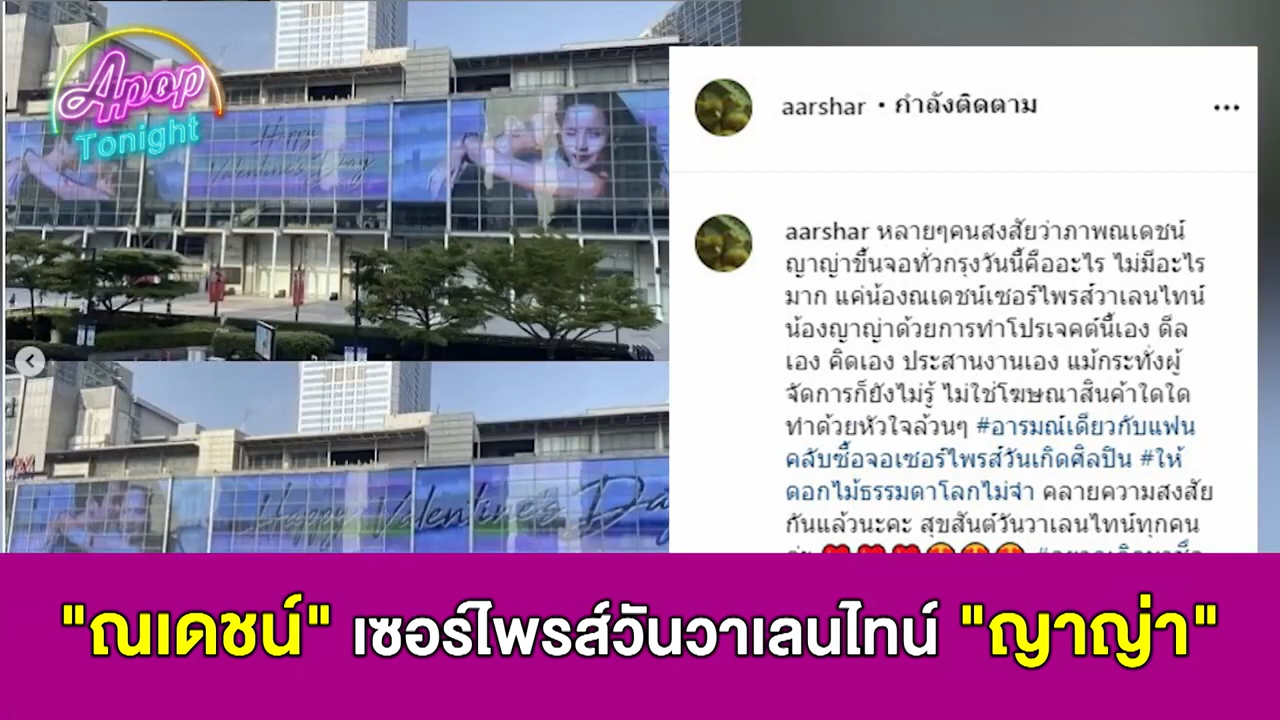 Apop
Tonight
Happy
Valentine's Day
Happy Valentine's Da
aarshar • กำลังติดตาม
aarshar หลายๆคนสงสัยว่าภาพณเดชน์
ญาญ่าขึ้นจอทั่วกรุงวันนี้คืออะไร ไม่มีอะไร
มาก แค่น้องณเดชน์เซอร์ไพรส์วาเลนไทน์
น้องญาญ่าด้วยการทำโปรเจคต์นี้เอง ดีล
เอง คิดเอง ประสานงานเอง แม้กระทั่งผู้
จัดการก็ยังไม่รู้ ไม่ใช่โฆษณาสินค้าใดใด
ทำด้วยหัวใจล้วนๆ #อารมณ์เดียวกับแฟน
คลับซื้อจอเซอร์ไพรส์วันเกิดศิลปิน #ให้
ดอกไม้ธรรมดาโลกไม่จำ คลายความสงสัย
กันแล้วนะคะ สุขสันต์วันวาเลนไทน์ทุกคน
"ณเดชน์" เซอร์ไพรส์วันวาเลนไทน์ "ญาญ่า"